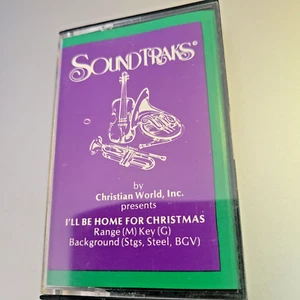 SOUNDTRAKS©
by
Christian World, Inc.
presents
I'LL BE HOME FOR CHRISTMAS
Range (M) Key (G)
Background (Stgs, Steel, BGV)